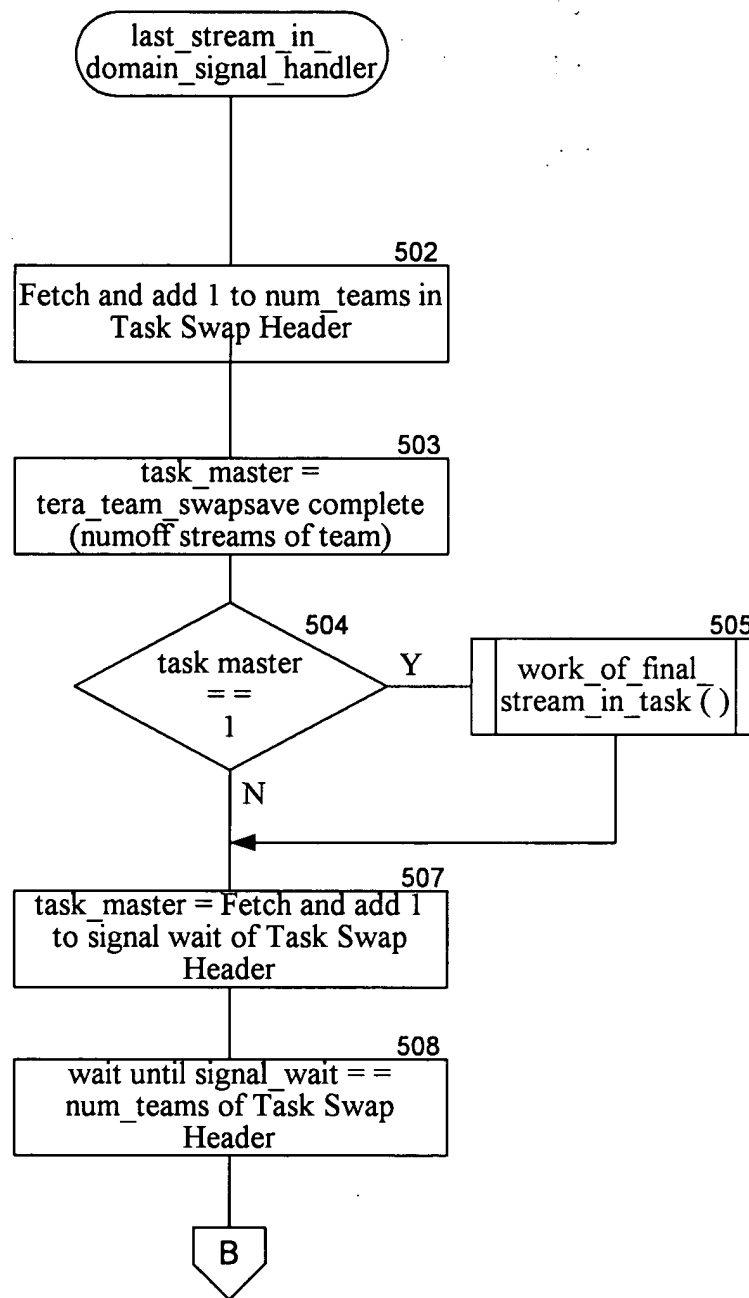 last_stream_in_
domain_signal_handler
502
Fetch and add 1 to num_teams in
Task Swap Header
503
task_master =
tera_team_swapsave complete
(numoff streams of team)
504
task master
= =
1
Y
505
work_of_final_
stream_in_task ( )
N
507
task_master = Fetch and add 1
to signal wait of Task Swap
Header
508
wait until signal_wait = =
num_teams of Task Swap
Header
B